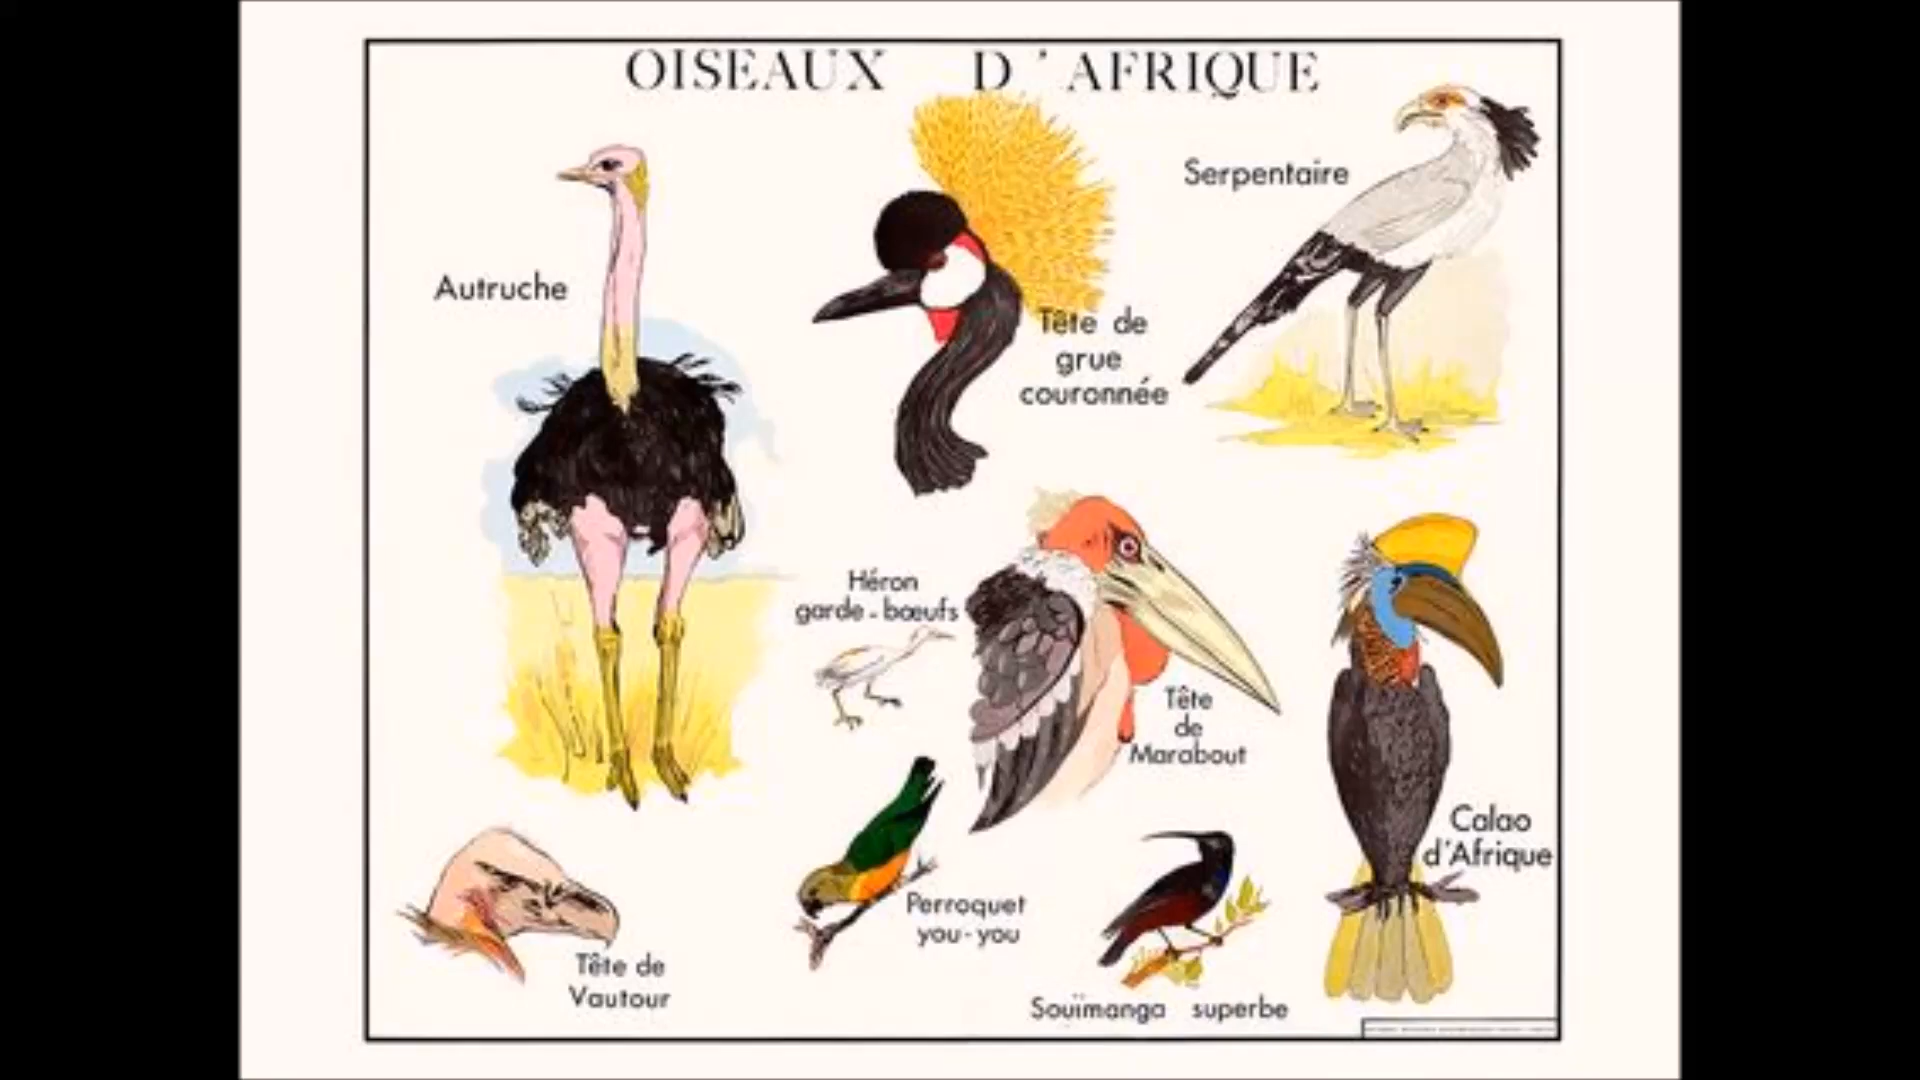 OISEAUX D'AFRIQUE
Serpentaire
Autruche
Tête de
grue
couronnée
Héron
garde-bœufs
Tête
de
Marabout
Calao
d'Afrique
Perroquet
you-you
Tête de
Vautour
Souïmanga superbe